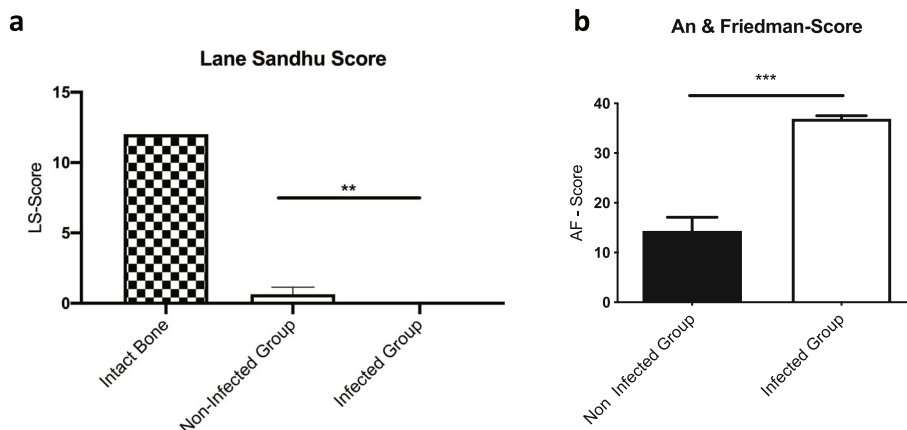 a
Lane Sandhu Score
15
10
5
0
LS-Score
**
Intact Bone
Non-Infected Group
Infected Group
b
An & Friedman-Score
***
40
30
20
10
0
AF - Score
Non Infected Group
Infected Group